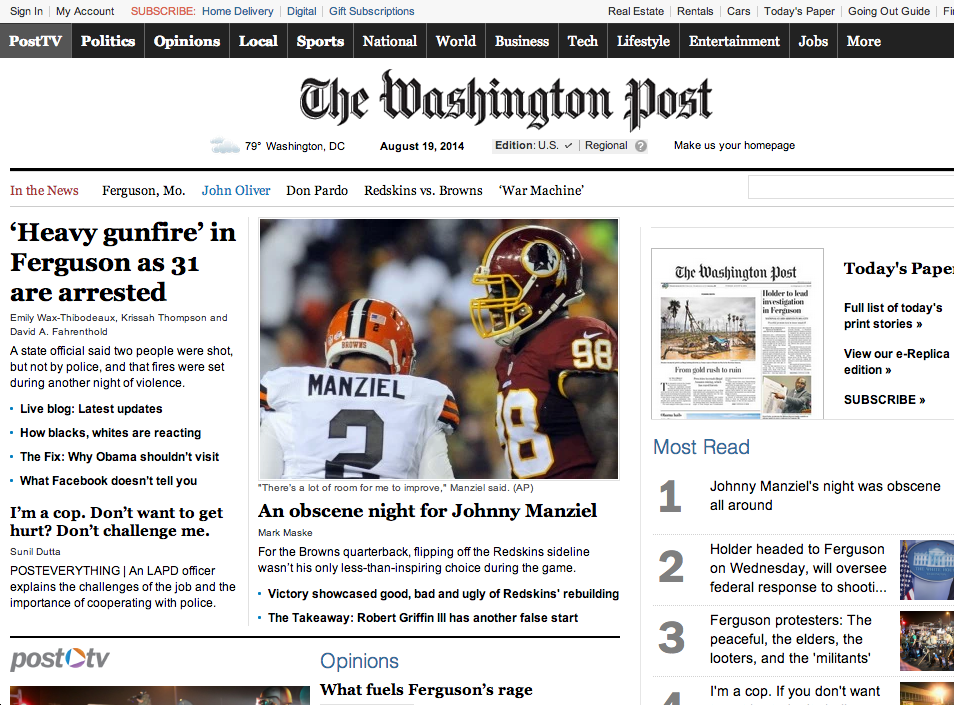 Sign In
My Account
SUBSCRIBE:
Home Delivery
Digital
Gift Subscriptions
Real Estate
Rentals
Cars
Today's Paper
Going Out Guide
PostTV
Politics
Opinions
Local
Sports
National
World
Business
Tech
Lifestyle
Entertainment
Jobs
More
The Washington Post
79° Washington, DC
August 19, 2014
Edition: U.S.
Regional
?
Make us your homepage
In the News
Ferguson, Mo.
John Oliver
Don Pardo
Redskins vs. Browns
‘War Machine’
‘Heavy gunfire’ in
Ferguson as 31
are arrested
Emily Wax-Thibodeaux, Krissah Thompson and
David A. Fahrenthold
A state official said two people were shot,
but not by police, and that fires were set
during another night of violence.
Live blog: Latest updates
How blacks, whites are reacting
The Fix: Why Obama shouldn't visit
What Facebook doesn't tell you
I’m a cop. Don’t want to get
hurt? Don’t challenge me.
Sunil Dutta
POSTEVERYTHING | An LAPD officer
explains the challenges of the job and the
importance of cooperating with police.
BROWNS
2
MANZIEL
2
98
98
"There's a lot of room for me to improve," Manziel said. (AP)
An obscene night for Johnny Manziel
Mark Maske
For the Browns quarterback, flipping off the Redskins sideline
wasn’t his only less-than-inspiring choice during the game.
Victory showcased good, bad and ugly of Redskins' rebuilding
The Takeaway: Robert Griffin III has another false start
post tv
Opinions
What fuels Ferguson’s rage
The Washington Post
Holder to lead
investigation
in Ferguson
From gold rush to ruin
Today's Paper
Full list of today's
print stories »
View our e-Replica
edition »
SUBSCRIBE »
Most Read
1
Johnny Manziel's night was obscene
all around
2
Holder headed to Ferguson
on Wednesday, will oversee
federal response to shooti...
3
Ferguson protesters: The
peaceful, the elders, the
looters, and the 'militants'
4
I'm a cop. If you don't want